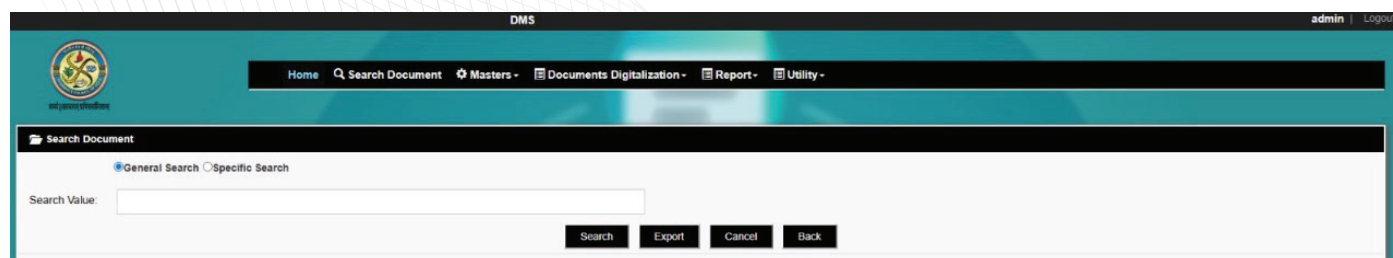 DMS
admin | Logou
Home Search Document Masters Documents Digitalization Report Utility
Search Document
General Search Specific Search
Search Value:
Search Export Cancel Back